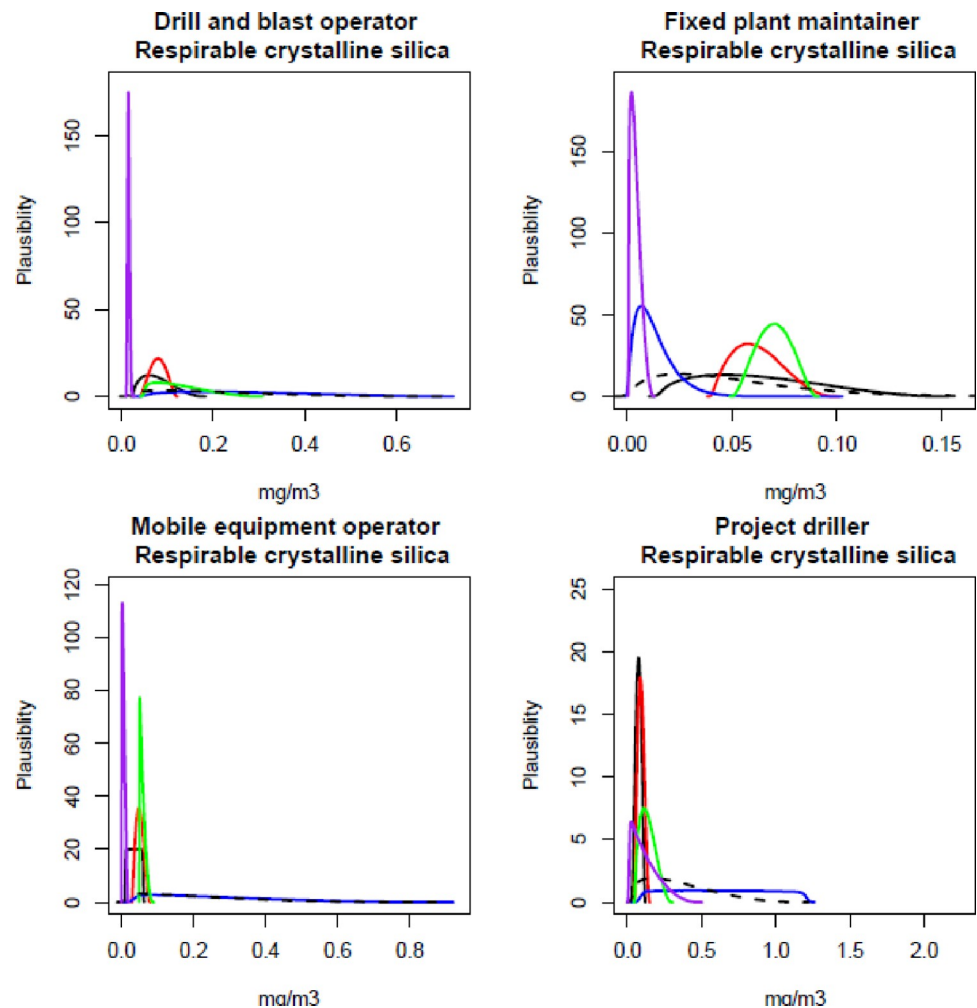 Drill and blast operator
Respirable crystalline silica
Plausiblity
150
100
50
0
0.0 0.2 0.4 0.6
mg/m3
Fixed plant maintainer
Respirable crystalline silica
Plausiblity
150
100
50
0
0.00 0.05 0.10 0.15
mg/m3
Mobile equipment operator
Respirable crystalline silica
Plausiblity
120
100
80
60
40
20
0
0.0 0.2 0.4 0.6 0.8
mg/m3
Project driller
Respirable crystalline silica
Plausiblity
25
20
15
10
5
0
0.0 0.5 1.0 1.5 2.0
mg/m3